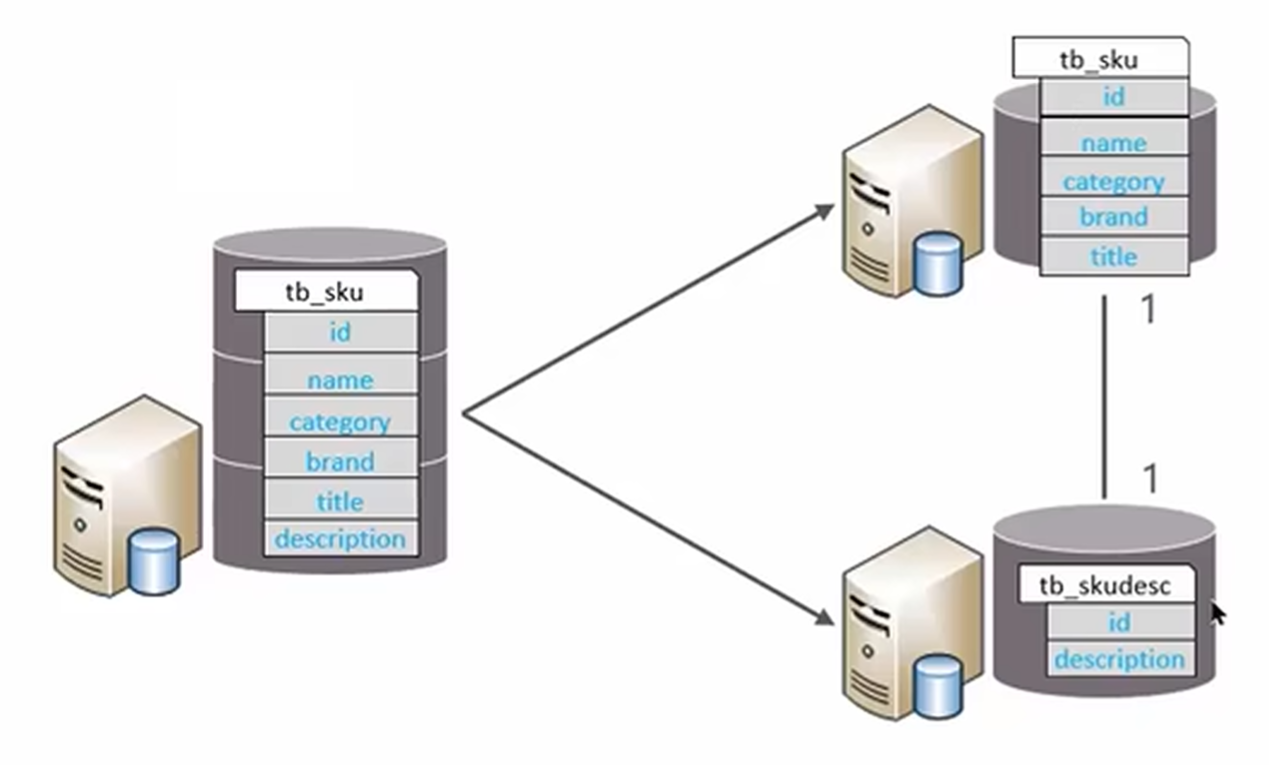 tb_sku
id
name
category
brand
title
description
tb_sku
id
name
category
brand
title
1
1
tb_skudesc
id
description